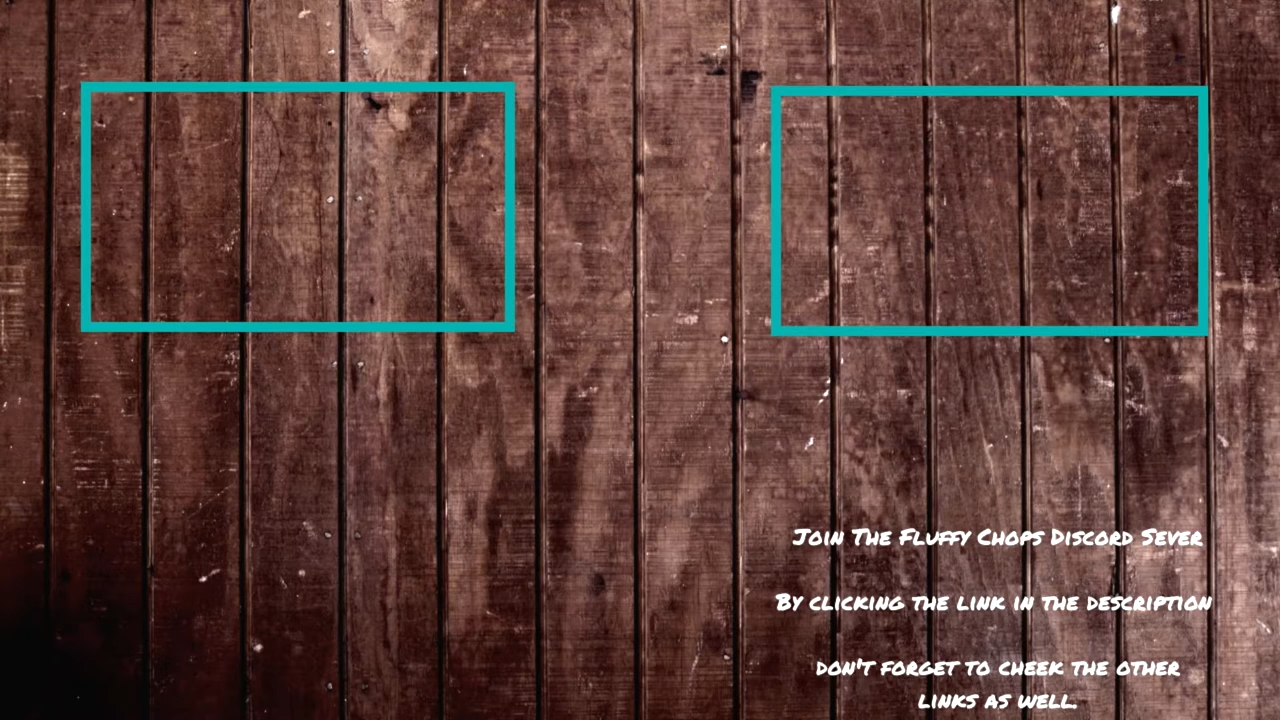 Join The Fluffy Chops Discord Sever
By clicking the link in the description
don't forget to cheek the other
links as well.